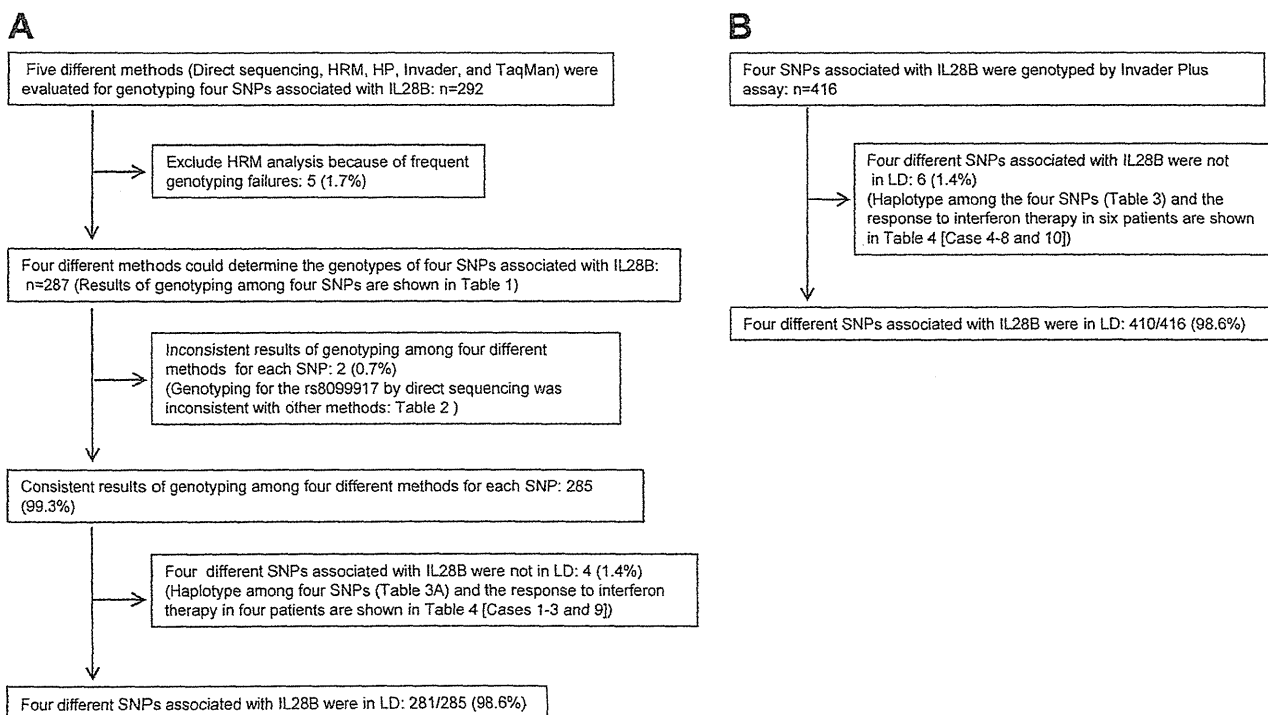 A
Five different methods (Direct sequencing, HRM, HP, Invader, and TaqMan) were
evaluated for genotyping four SNPs associated with IL28B: n=292
Exclude HRM analysis because of frequent
genotyping failures: 5 (1.7%)
Four different methods could determine the genotypes of four SNPs associated with IL28B:
n=287 (Results of genotyping among four SNPs are shown in Table 1)
Inconsistent results of genotyping among four different
methods for each SNP: 2 (0.7%)
(Genotyping for the rs8099917 by direct sequencing was
inconsistent with other methods: Table 2 )
Consistent results of genotyping among four different methods for each SNP: 285
(99.3%)
Four different SNPs associated with IL28B were not in LD: 4 (1.4%)
(Haplotype among four SNPs (Table 3A) and the response to interferon
therapy in four patients are shown in Table 4 [Cases 1-3 and 9])
Four different SNPs associated with IL28B were in LD: 281/285 (98.6%)
B
Four SNPs associated with IL28B were genotyped by Invader Plus
assay: n=416
Four different SNPs associated with IL28B were not
in LD: 6 (1.4%)
(Haplotype among the four SNPs (Table 3) and the
response to interferon therapy in six patients are shown
in Table 4 [Case 4-8 and 10])
Four different SNPs associated with IL28B were in LD: 410/416 (98.6%)